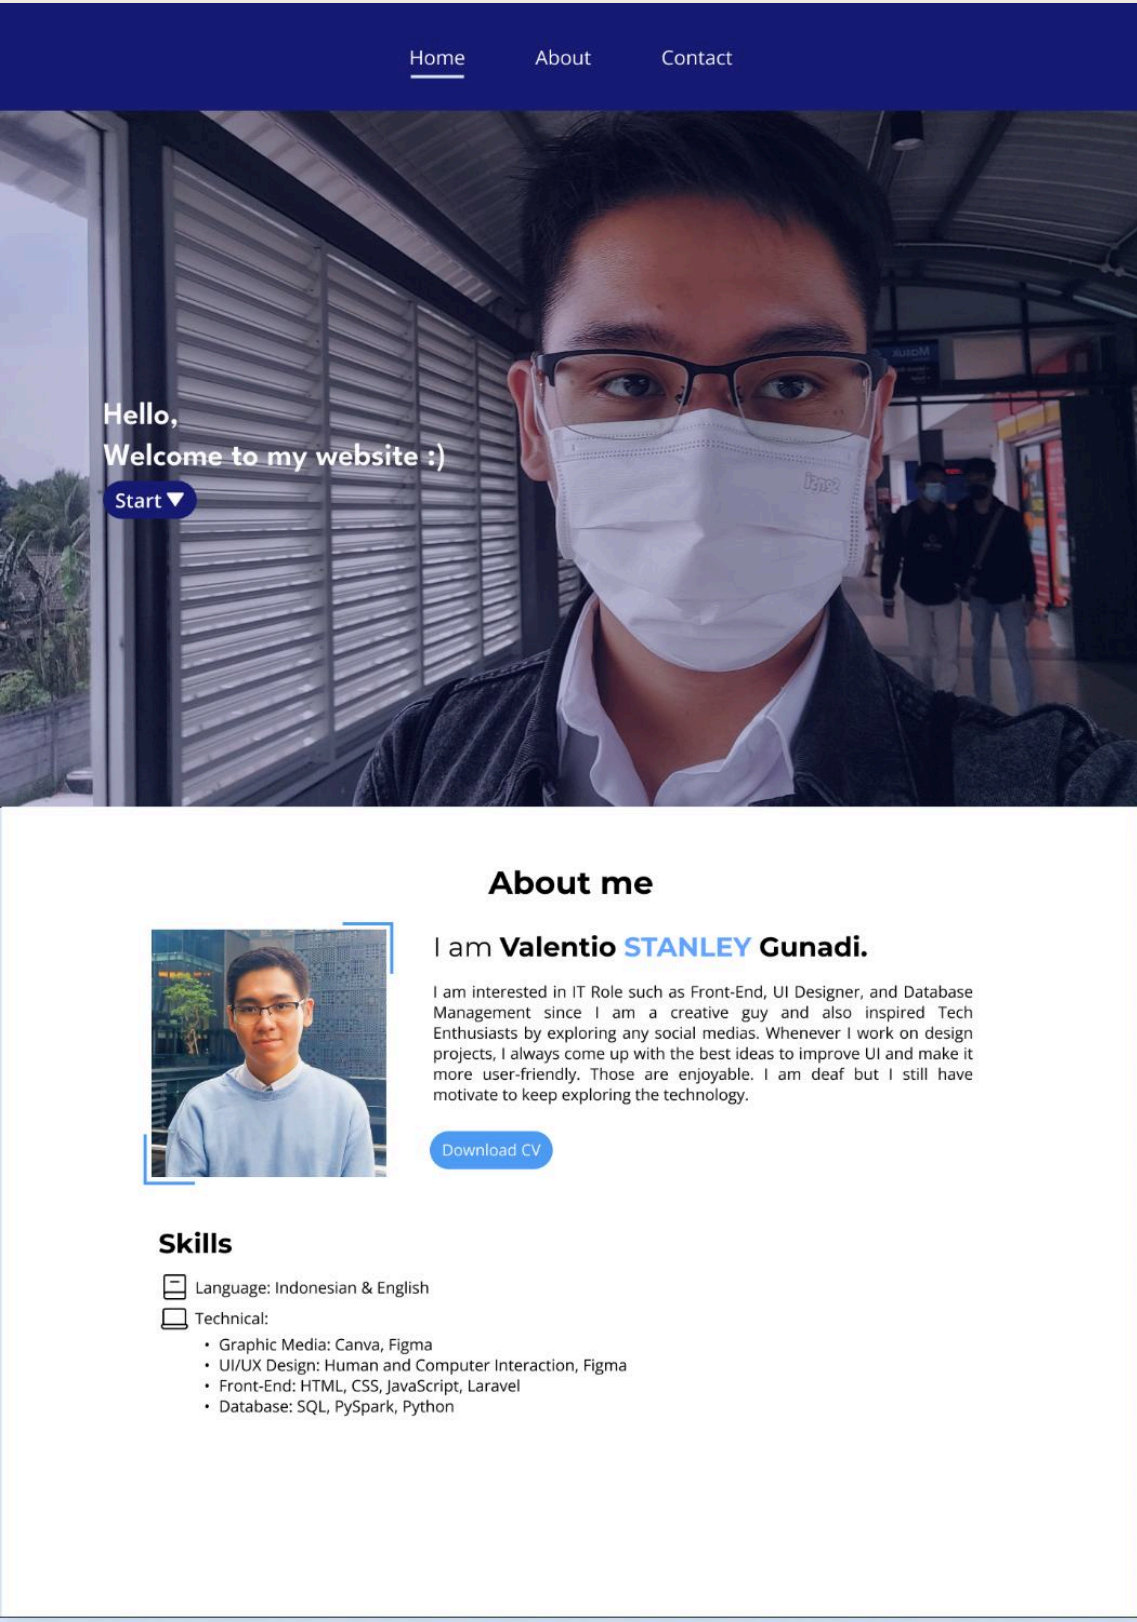 Home About Contact
Hello,
Welcome to my website :)
Start ▼
About me
I am Valentio STANLEY Gunadi.
I am interested in IT Role such as Front-End, UI Designer, and Database
Management since I am a creative guy and also inspired Tech
Enthusiasts by exploring any social medias. Whenever I work on design
projects, I always come up with the best ideas to improve UI and make it
more user-friendly. Those are enjoyable. I am deaf but I still have
motivate to keep exploring the technology.
Download CV
Skills
Language: Indonesian & English
Technical:
• Graphic Media: Canva, Figma
• UI/UX Design: Human and Computer Interaction, Figma
• Front-End: HTML, CSS, JavaScript, Laravel
• Database: SQL, PySpark, Python